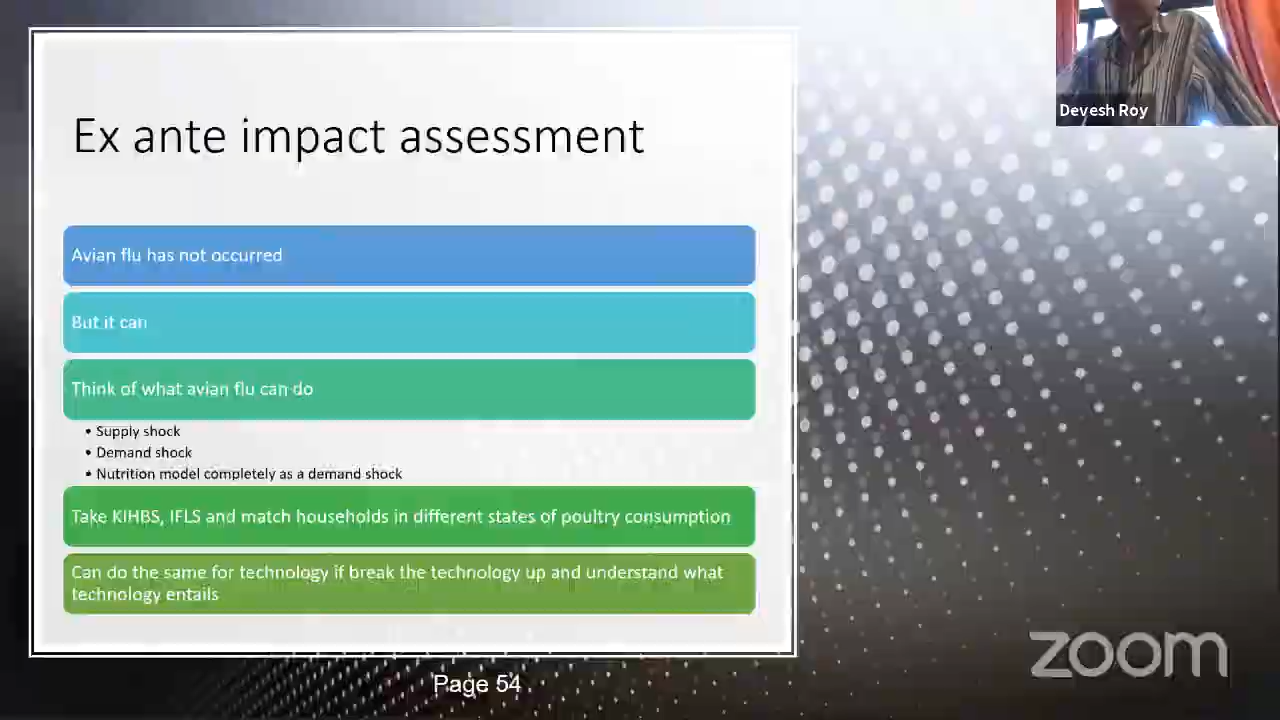 Devesh Roy
Ex ante impact assessment
Avian flu has not occurred
But it can
Think of what avian flu can do
• Supply shock
• Demand shock
• Nutrition model completely as a demand shock
Take KIHBS, IFLS and match households in different states of poultry consumption
Can do the same for technology if break the technology up and understand what
technology entails
Page 54
zoom